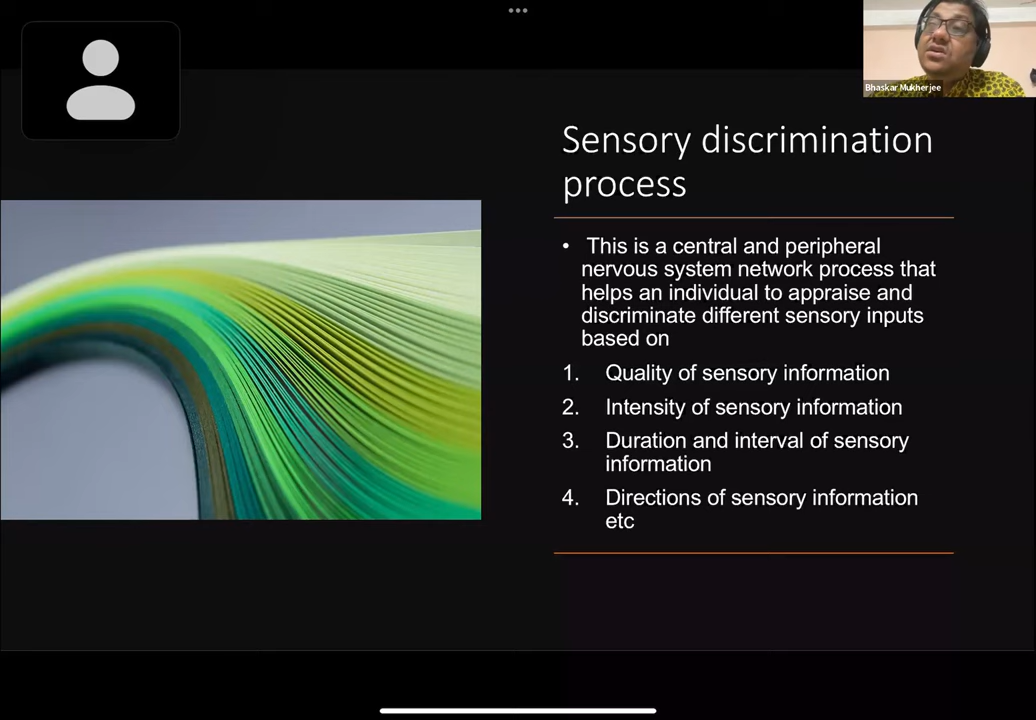 Bhaskar Mukherjee
Sensory discrimination
process
• This is a central and peripheral
nervous system network process that
helps an individual to appraise and
discriminate different sensory inputs
based on
1. Quality of sensory information
2. Intensity of sensory information
3. Duration and interval of sensory
information
4. Directions of sensory information
etc